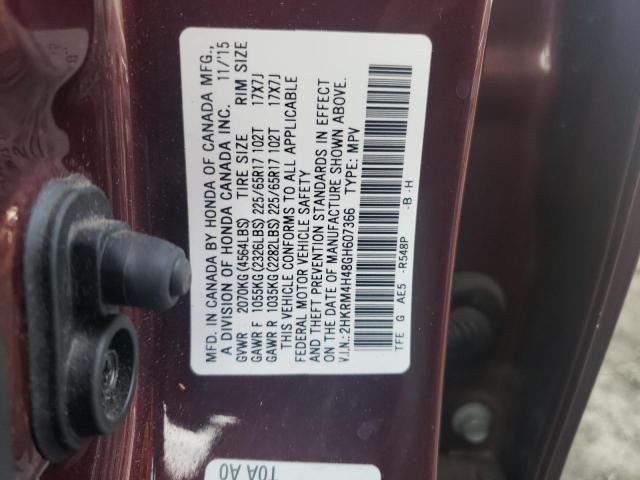 MFD. IN CANADA BY HONDA OF CANADA MFG.,
A DIVISION OF HONDA CANADA INC. 11/'15
GVWR 2070KG(4564LBS) TIRE SIZE RIM SIZE
GAWR F 1055KG(2326LBS) 225/65R17 102T 17X7J
GAWR R 1035KG(2282LBS) 225/65R17 102T 17X7J
THIS VEHICLE CONFORMS TO ALL APPLICABLE
FEDERAL MOTOR VEHICLE SAFETY
AND THEFT PREVENTION STANDARDS IN EFFECT
ON THE DATE OF MANUFACTURE SHOWN ABOVE.
V.I.N.: 2HKRM4H48GH607366 TYPE: MPV
TFE G AE5 -R548P -B -H
T0A A0